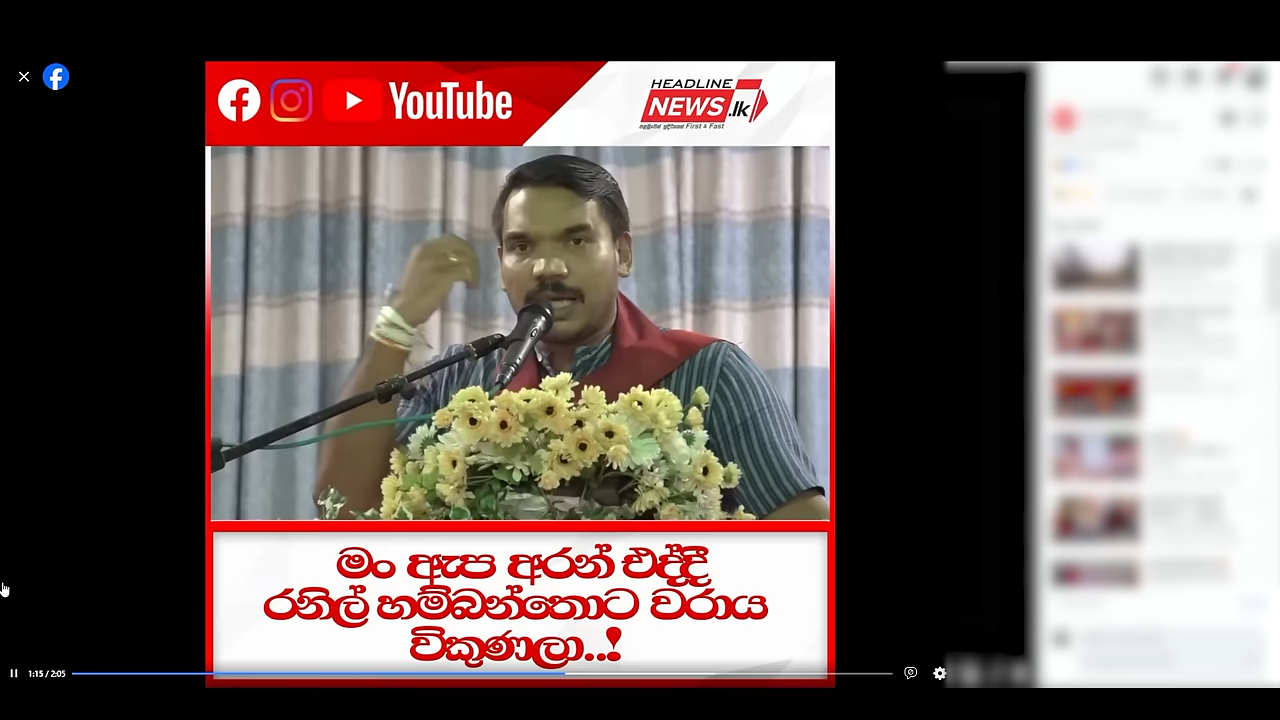 YouTube
HEADLINE
NEWS.lk
First & Fast
මං ඇප අරන් එද්දී
රනිල් හම්බන්තොට වරාය
විකුණලා..!
1:15 / 2:05